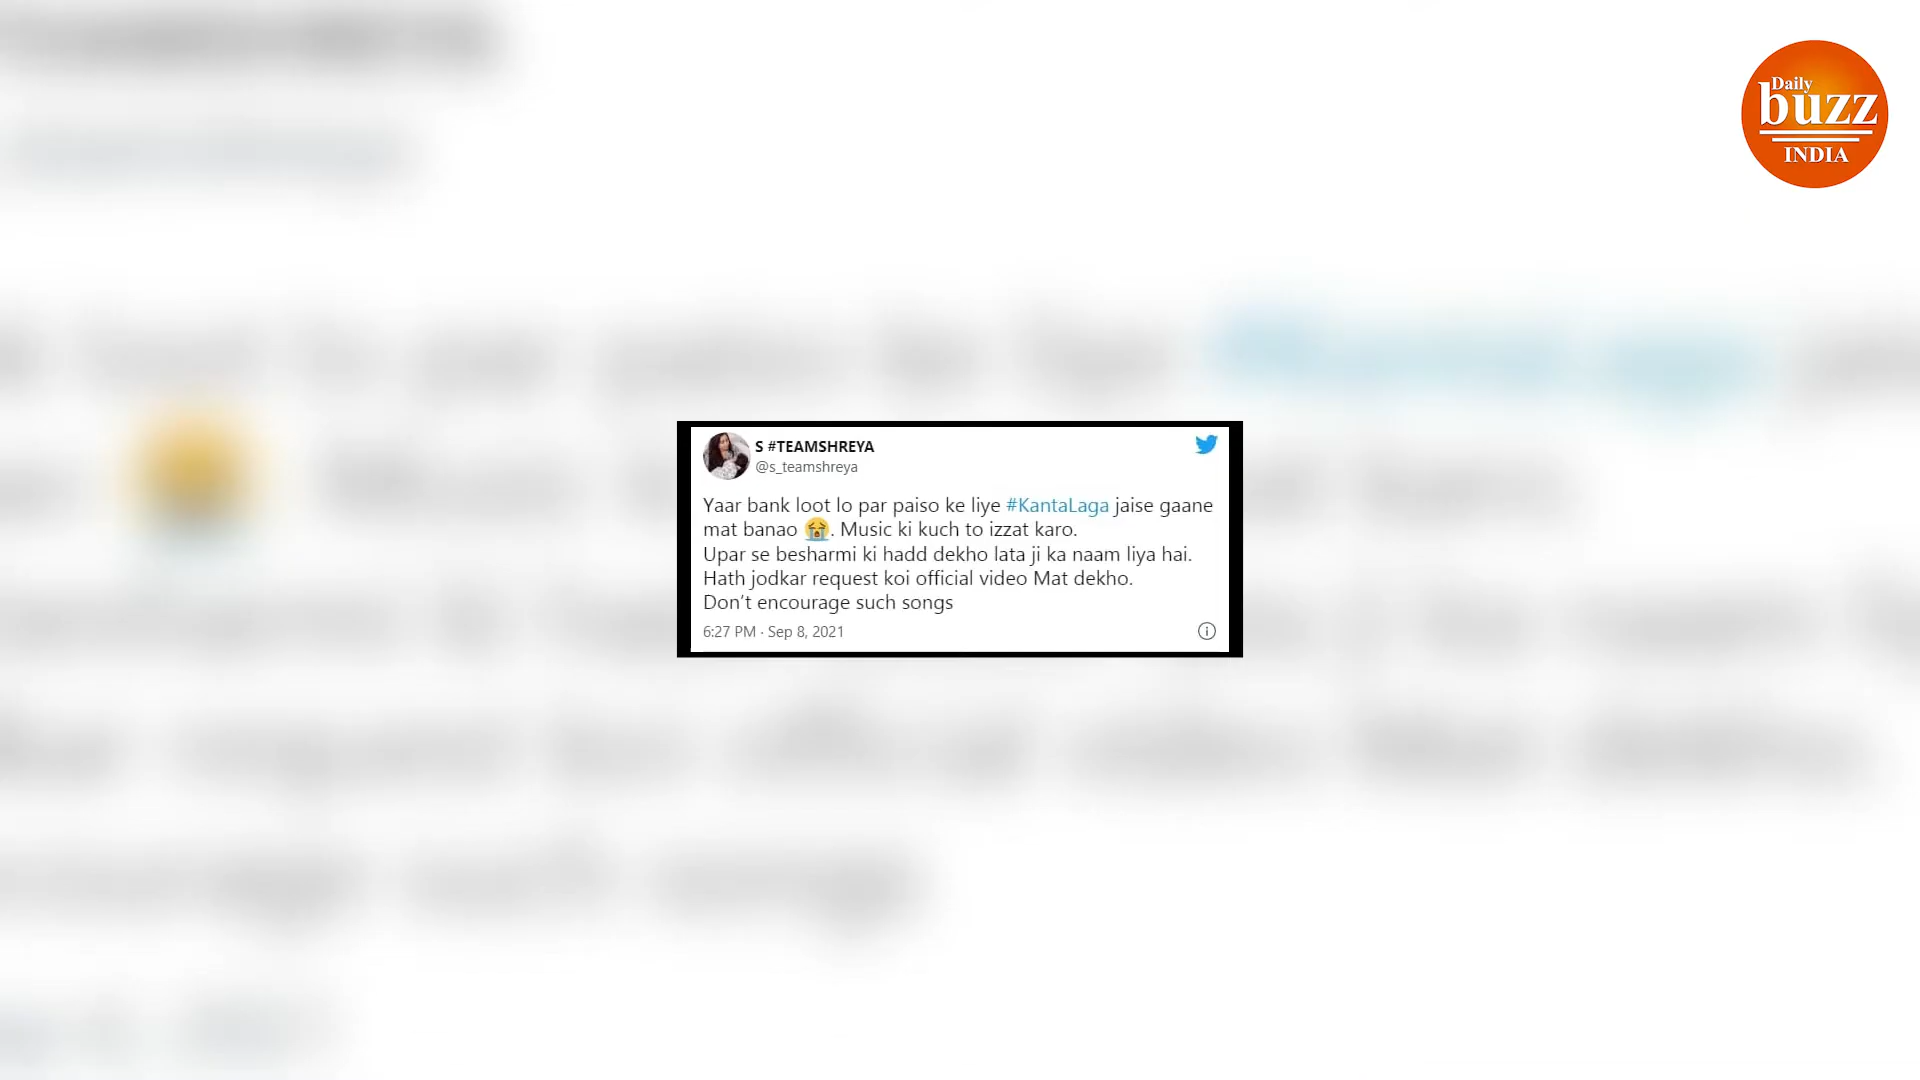 Daily
buzz
INDIA
S #TEAMSHREYA
@s_teamshreya
Yaar bank loot lo par paiso ke liye #KantaLaga jaise gaane
mat banao 😭. Music ki kuch to izzat karo.
Upar se besharmi ki hadd dekho lata ji ka naam liya hai.
Hath jodkar request koi official video Mat dekho.
Don't encourage such songs
6:27 PM · Sep 8, 2021